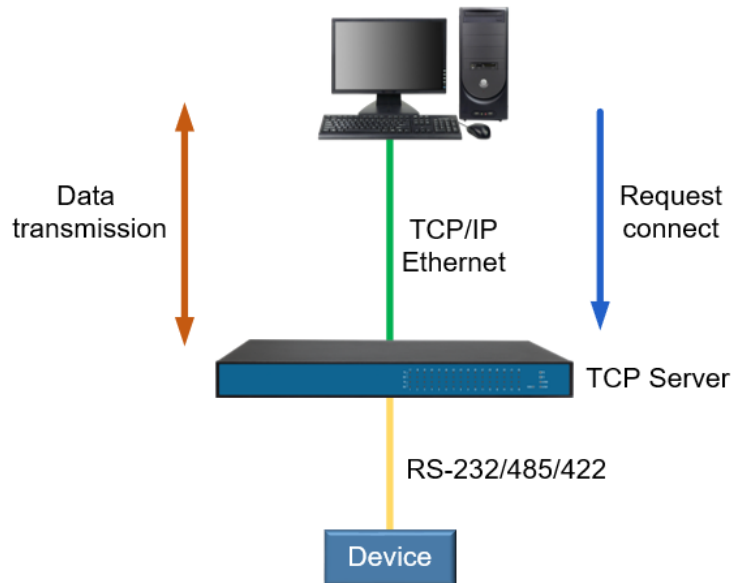 Data
transmission
Request
connect
TCP/IP
Ethernet
TCP Server
RS-232/485/422
Device